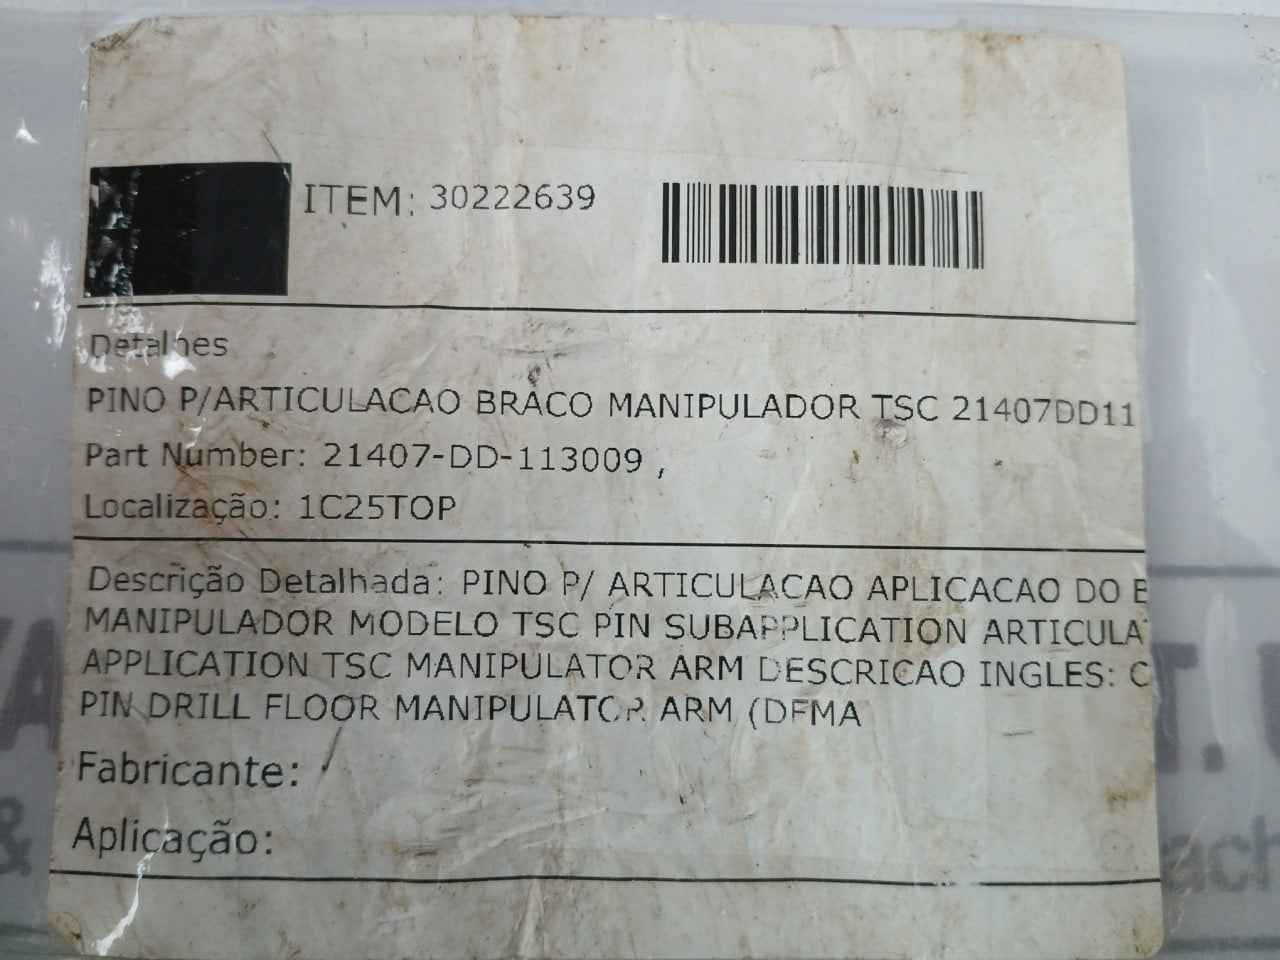 ITEM: 30222639
Detalhes
PINO P/ARTICULACAO BRACO MANIPULADOR TSC 21407DD11
Part Number: 21407-DD-113009 ,
Localização: 1C25TOP
Descrição Detalhada: PINO P/ ARTICULACAO APLICACAO DO B
MANIPULADOR MODELO TSC PIN SUBAPPLICATION ARTICULAT
APPLICATION TSC MANIPULATOR ARM DESCRICAO INGLES: C
PIN DRILL FLOOR MANIPULATOR ARM (DFMA
Fabricante:
Aplicação: